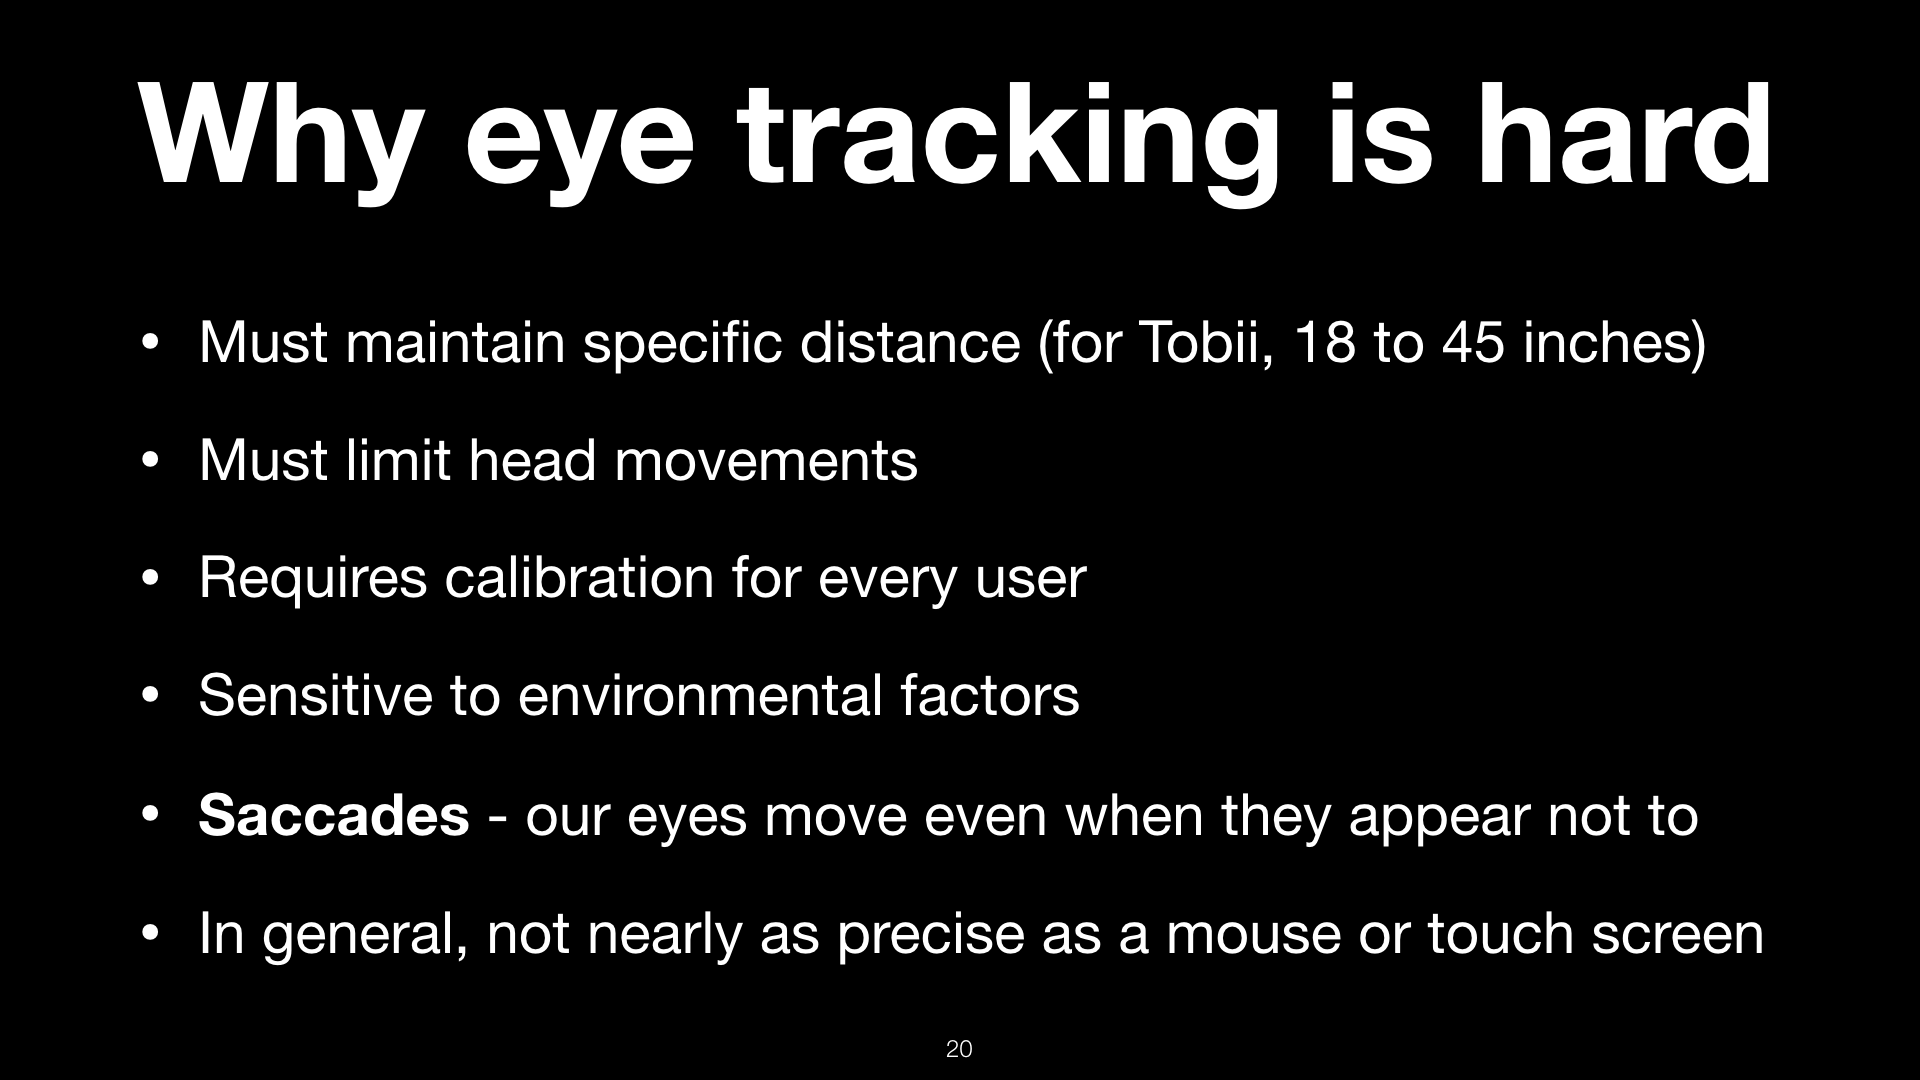 Why eye tracking is hard
• Must maintain specific distance (for Tobii, 18 to 45 inches)
• Must limit head movements
• Requires calibration for every user
• Sensitive to environmental factors
• Saccades - our eyes move even when they appear not to
• In general, not nearly as precise as a mouse or touch screen
20